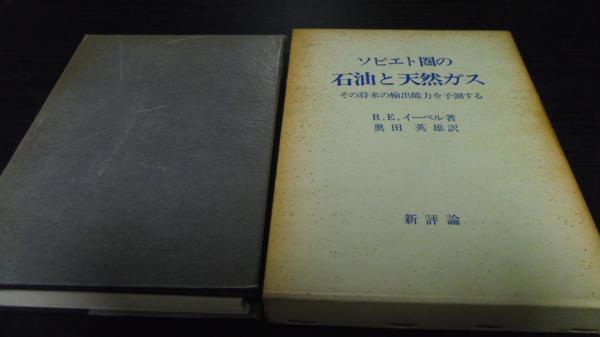 ソビエト圏の
石油と天然ガス
その将来の輸出能力を予測する
R.E.イーベル著
奥田英雄訳
新評論